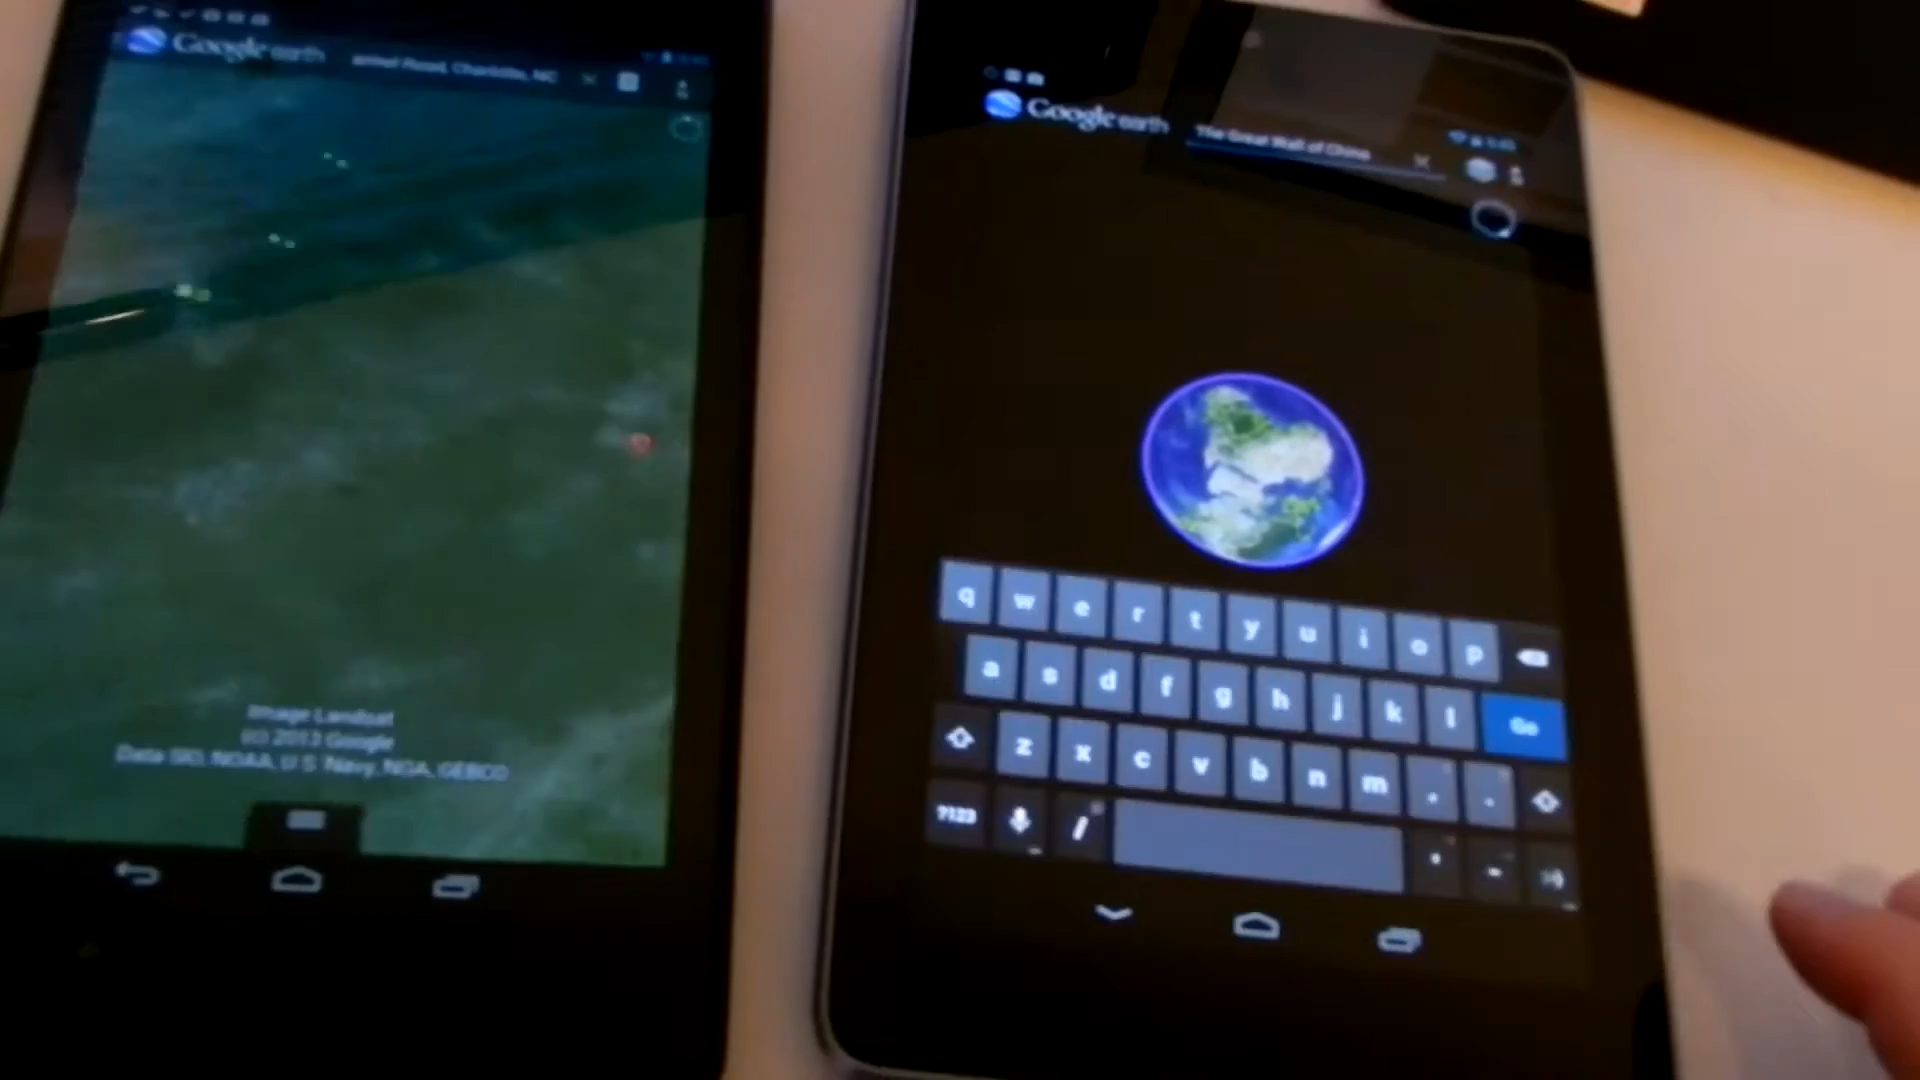 Google earth
Road, Charlotte, NC
Image Landsat
(c) 2013 Google
Data SIO, NOAA, U.S. Navy, NGA, GEBCO
Google earth
The Great Wall of China
q w e r t y u i o p
a s d f g h j k l Go
z x c v b n m , .
?123 /